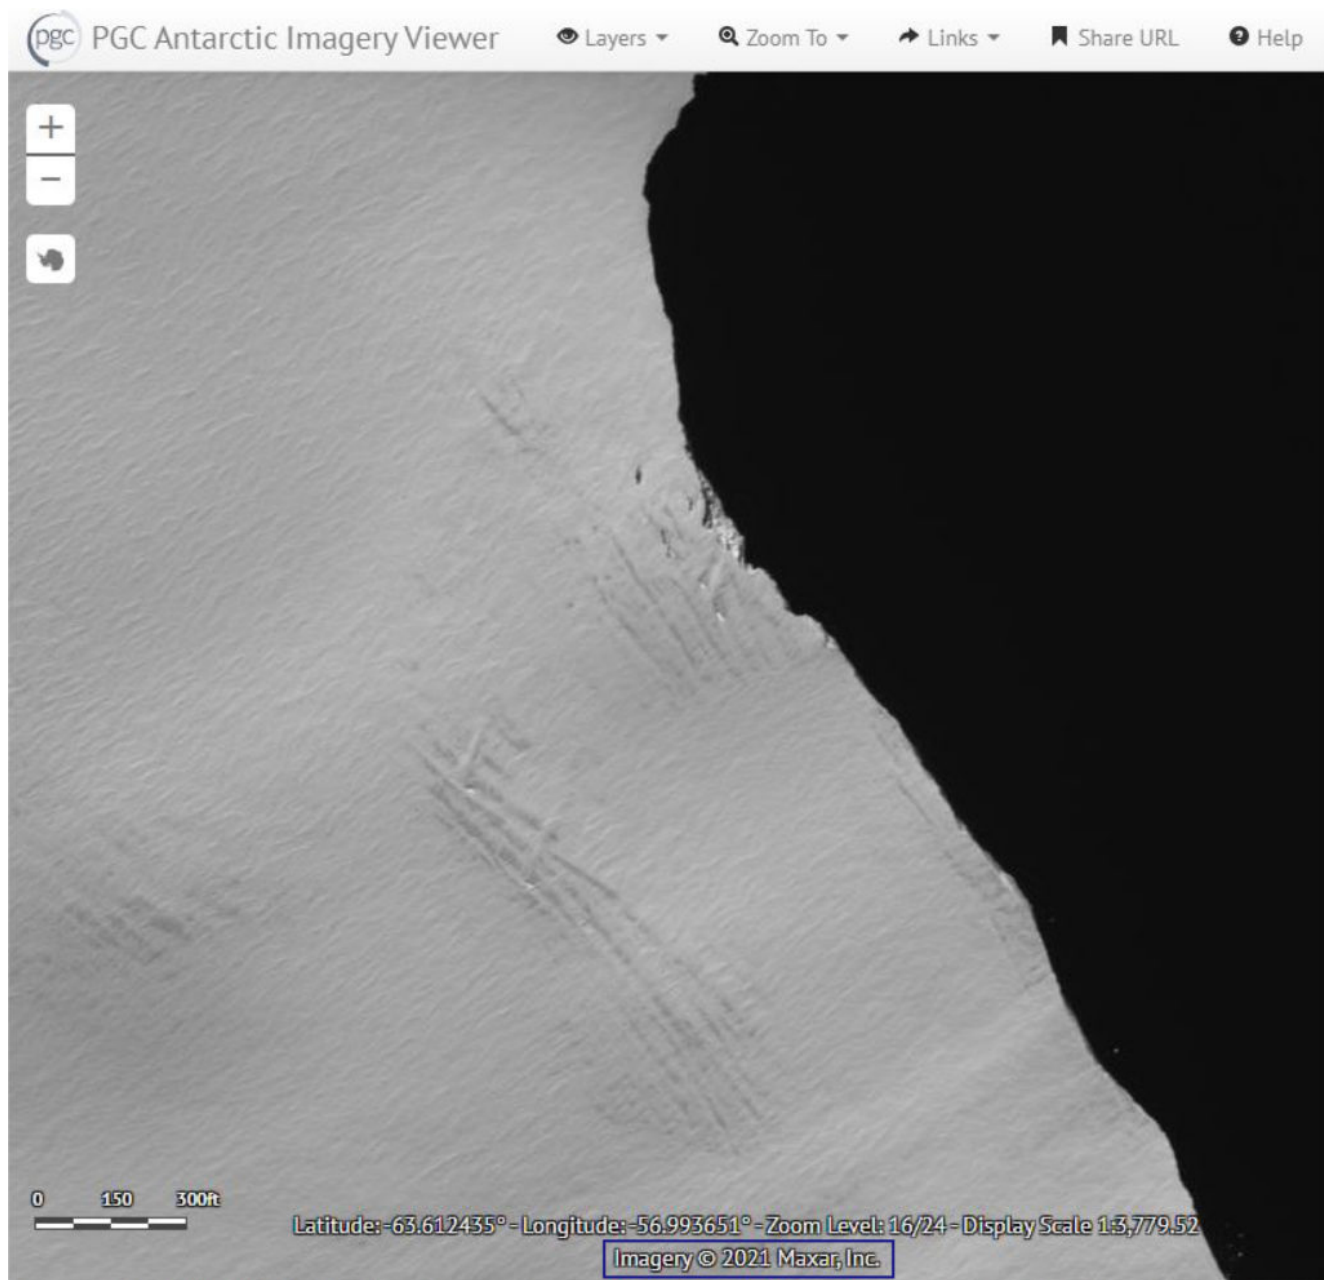 pgc PGC Antarctic Imagery Viewer Layers Zoom To Links Share URL Help
+
−
0 150 300ft
Latitude: -63.612435° - Longitude: -56.993651° - Zoom Level: 16/24 - Display Scale 1:3,779.52
Imagery © 2021 Maxar, Inc.